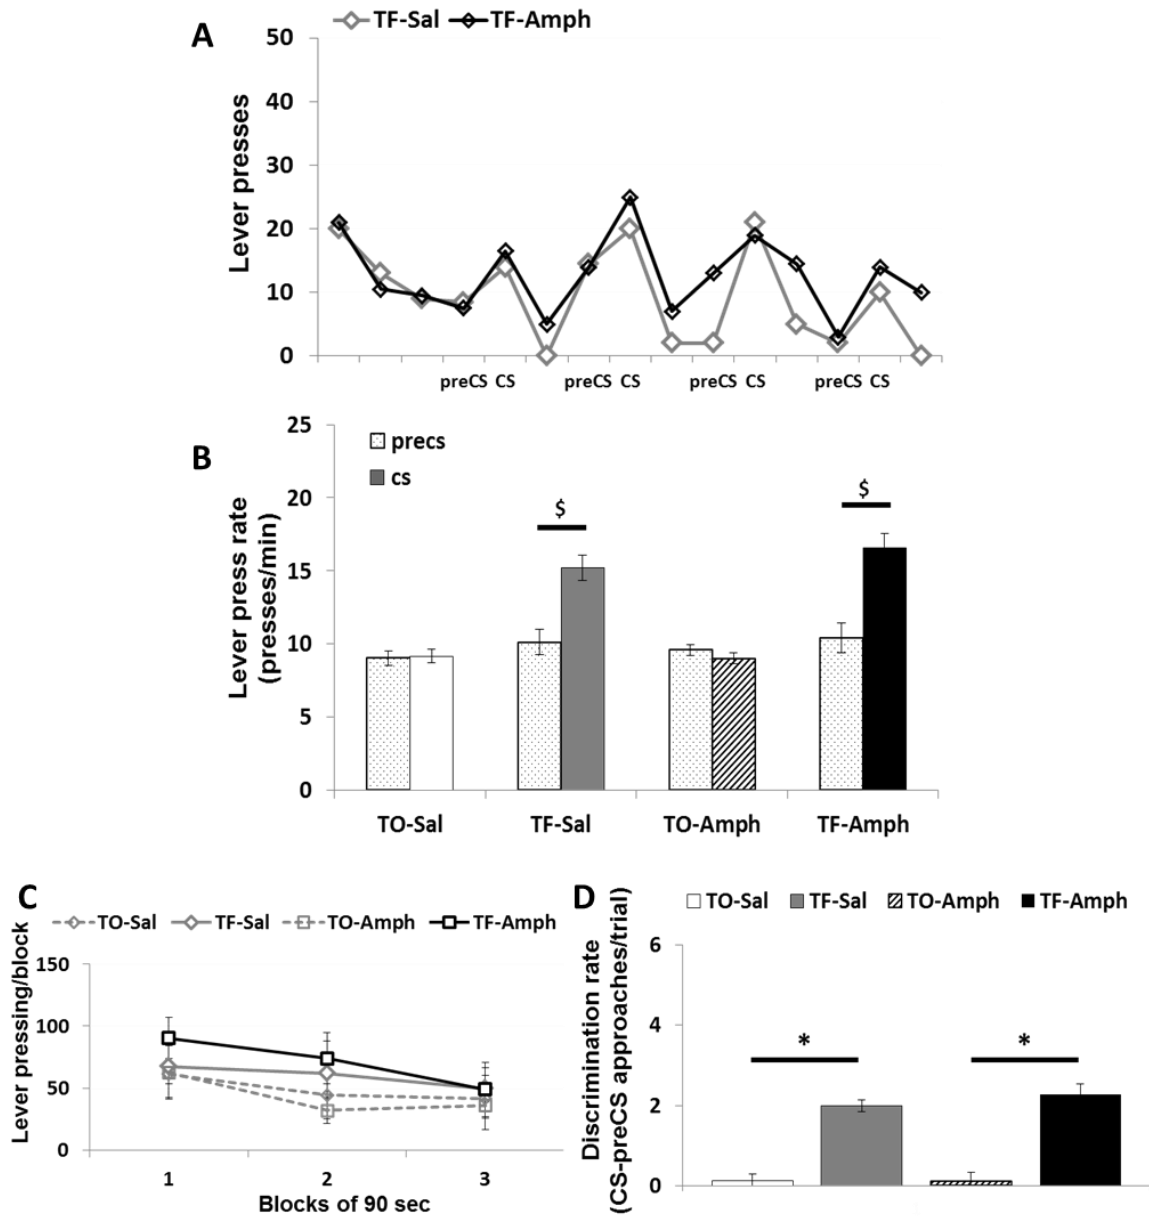 A
TF-Sal TF-Amph
Lever presses
50
40
30
20
10
0
preCS CS preCS CS preCS CS preCS CS
B
precs
cs
Lever press rate
(presses/min)
25
20
15
10
5
0
$ $
TO-Sal TF-Sal TO-Amph TF-Amph
C
TO-Sal TF-Sal TO-Amph TF-Amph
Lever pressing/block
150
100
50
0
1 2 3
Blocks of 90 sec
D
TO-Sal TF-Sal TO-Amph TF-Amph
Discrimination rate
(CS-preCS approaches/trial)
6
4
2
0
* *